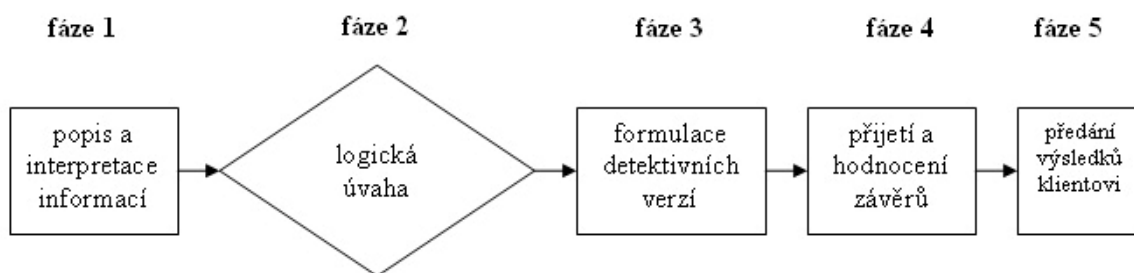 fáze 1
fáze 2
fáze 3
fáze 4
fáze 5
popis a
interpretace
informací
logická
úvaha
formulace
detektivních
verzí
přijetí a
hodnocení
závěrů
předání
výsledků
klientovi